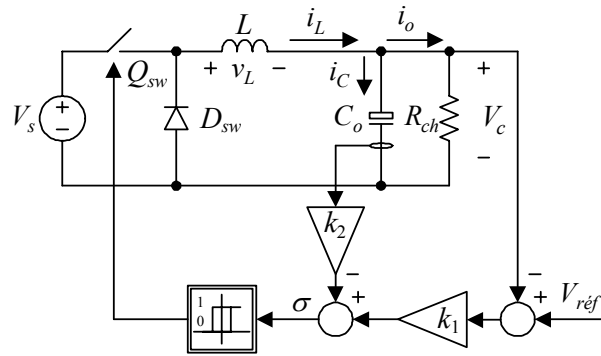 L
i_L
i_o
+ v_L −
i_C
+
V_s
+
−
Q_sw
D_sw
C_o
R_ch
V_c
−
k_2
−
−
1
0
σ
+
k_1
+
V_réf